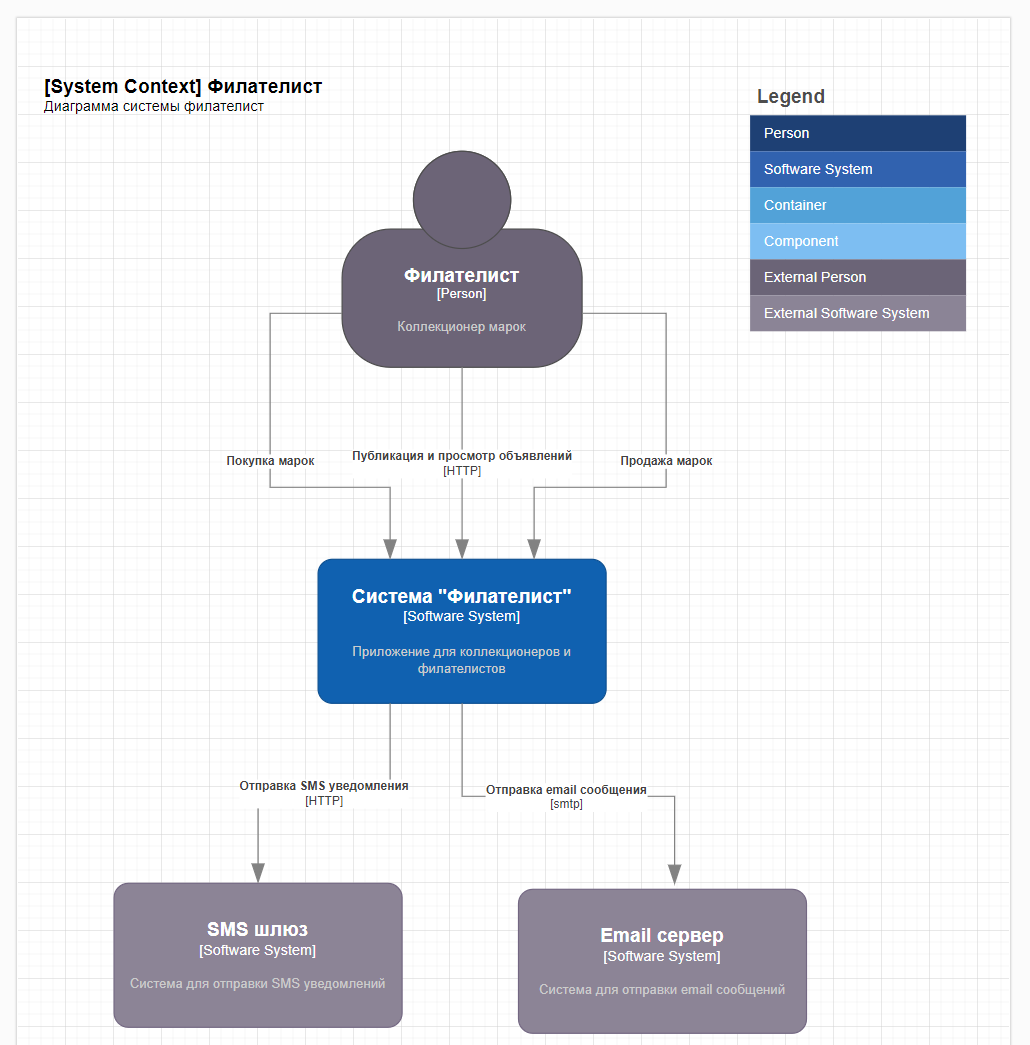 [System Context] Филателист
Диаграмма системы филателист
Legend
Person
Software System
Container
Component
External Person
External Software System
Филателист
[Person]
Коллекционер марок
Покупка марок
Публикация и просмотр объявлений
[HTTP]
Продажа марок
Система "Филателист"
[Software System]
Приложение для коллекционеров и
филателистов
Отправка SMS уведомления
[HTTP]
Отправка email сообщения
[smtp]
SMS шлюз
[Software System]
Система для отправки SMS уведомлений
Email сервер
[Software System]
Система для отправки email сообщений